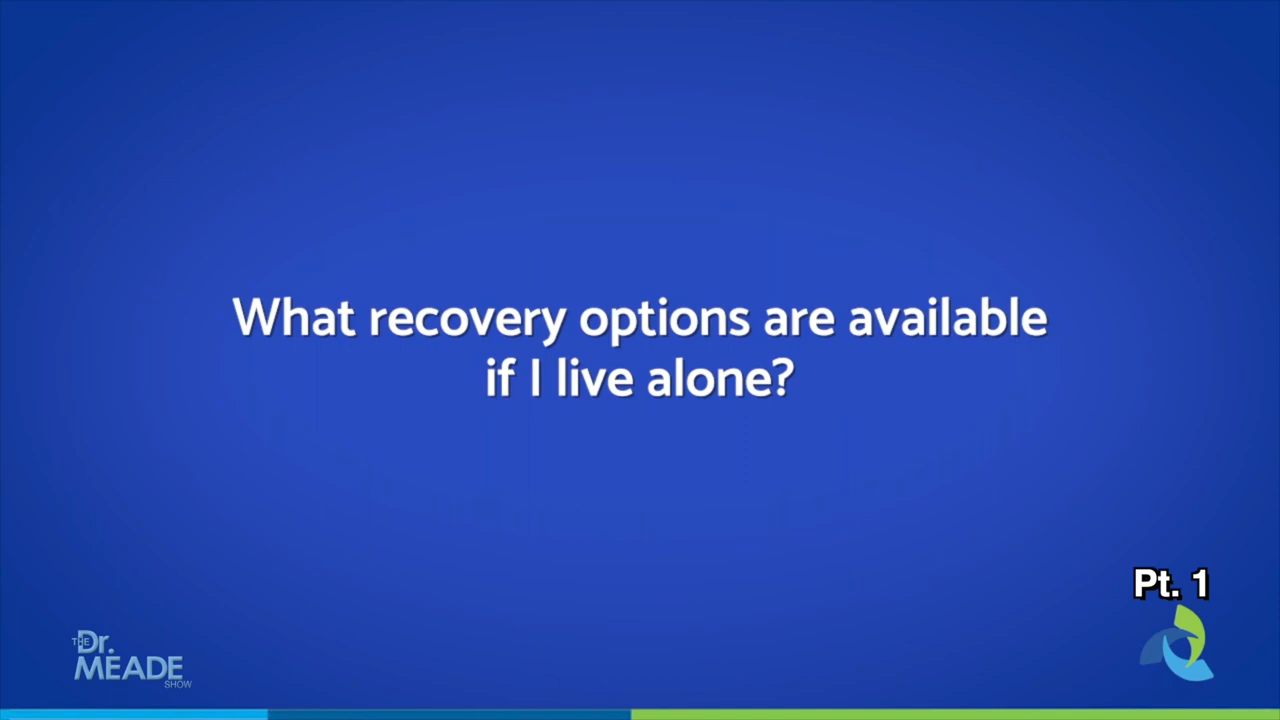 What recovery options are available
if I live alone?
Pt. 1
THE Dr.
MEADE
SHOW